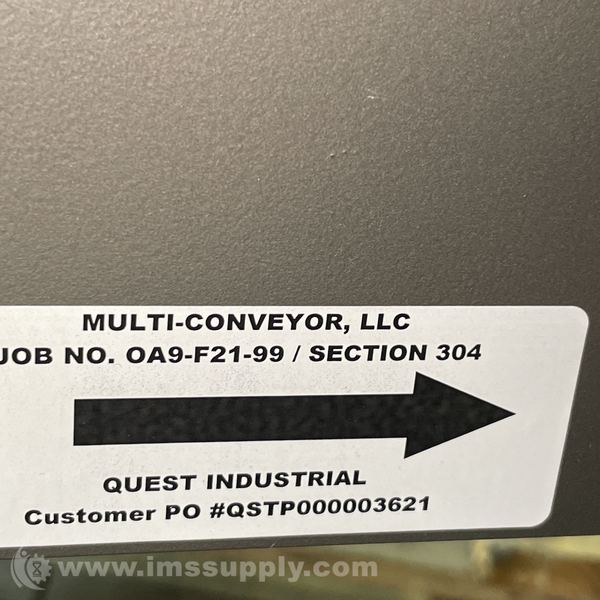 MULTI-CONVEYOR, LLC
JOB NO. OA9-F21-99 / SECTION 304
QUEST INDUSTRIAL
Customer PO #QSTP000003621
www.imssupply.com